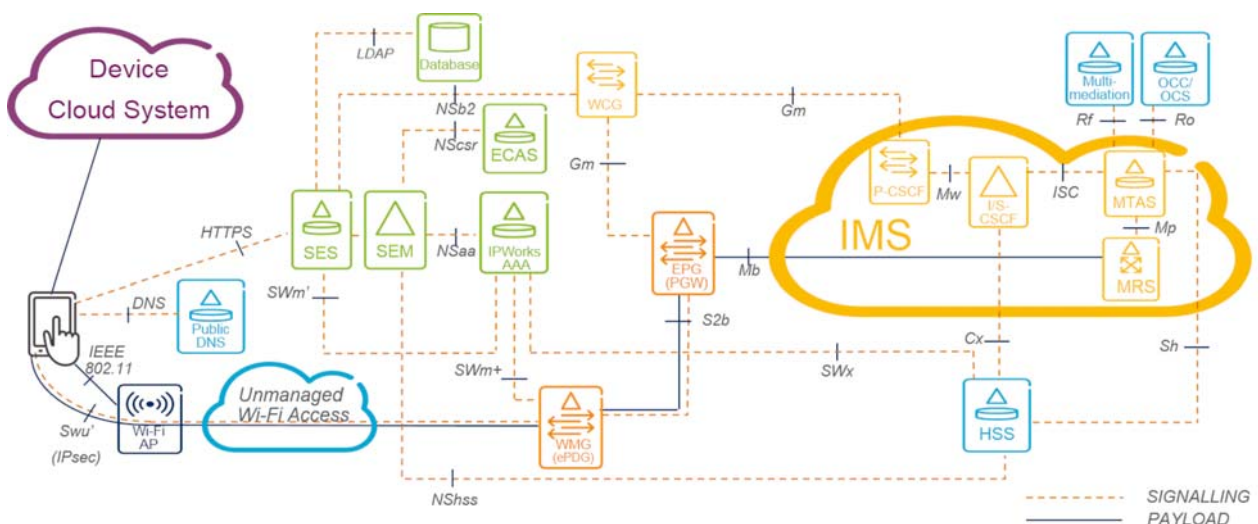 Device
Cloud System
LDAP
Database
NSb2
WCG
Gm
Multi-
mediation
OCC/
OCS
Rf
Ro
NScsr
ECAS
Gm
P-CSCF
Mw
I/S-
CSCF
ISC
MTAS
IMS
Mp
MRS
HTTPS
SES
SEM
NSaa
IPWorks
AAA
EPG
(PGW)
Mb
SWm'
DNS
Public
DNS
S2b
Cx
Sh
IEEE
802.11
SWm+
SWx
Unmanaged
Wi-Fi Access
Swu'
(IPsec)
Wi-Fi
AP
WMG
(ePDG)
HSS
NShss
SIGNALLING
PAYLOAD